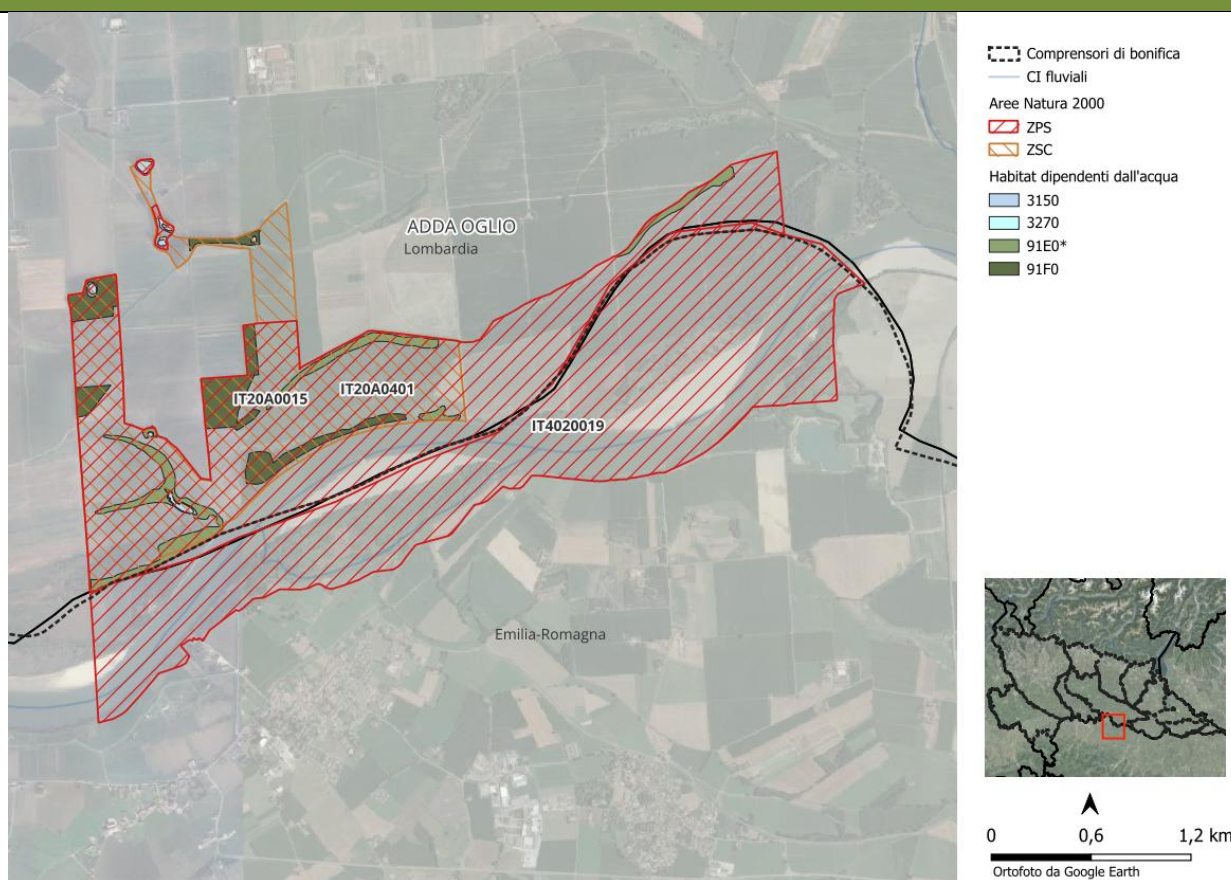 ADDA OGLIO
Lombardia
IT20A0015
IT20A0401
IT4020019
Emilia-Romagna
Comprensori di bonifica
CI fluviali
Aree Natura 2000
ZPS
ZSC
Habitat dipendenti dall'acqua
3150
3270
91E0*
91F0
0 0,6 1,2 km
Ortofoto da Google Earth